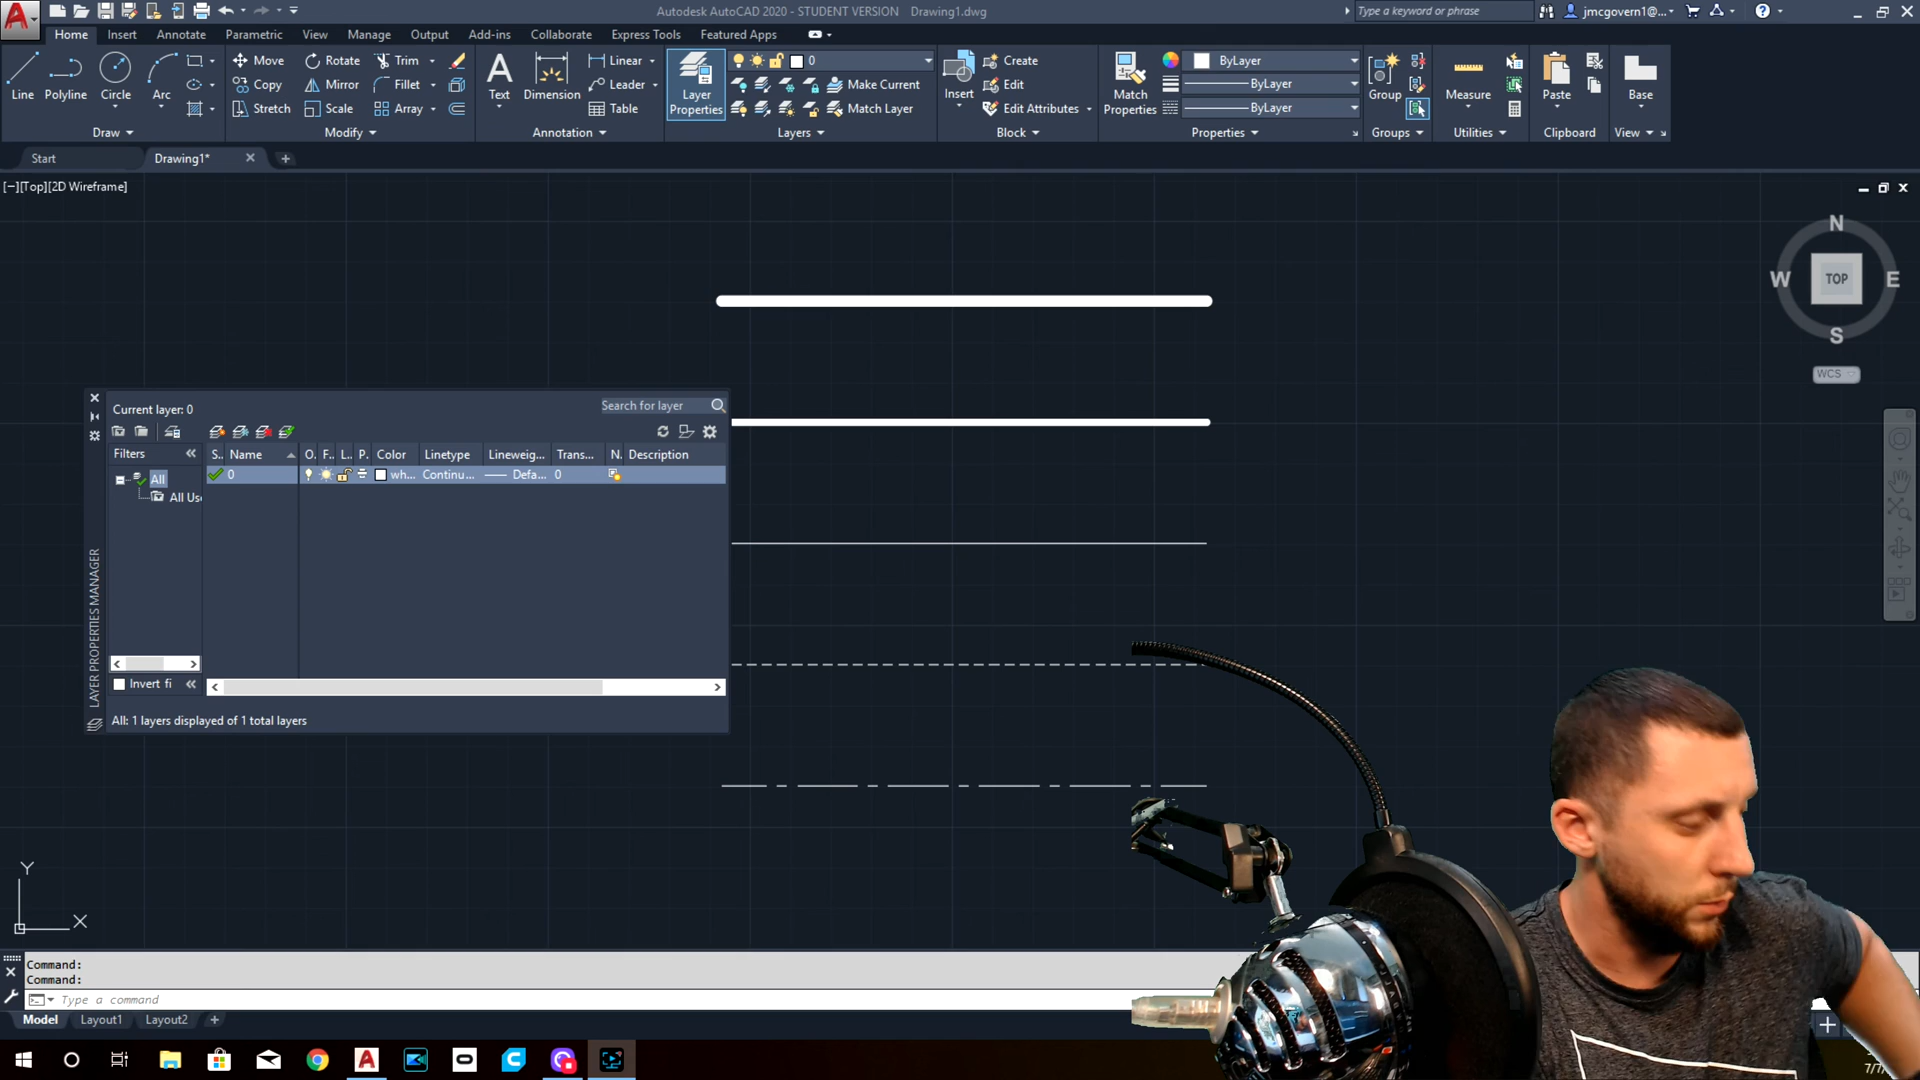 Autodesk AutoCAD 2020 - STUDENT VERSION Drawing1.dwg
Type a keyword or phrase
jmcgovern1@...
Home Insert Annotate Parametric View Manage Output Add-ins Collaborate Express Tools Featured Apps
Line Polyline Circle Arc
Move Rotate Trim
Copy Mirror Fillet
Stretch Scale Array
Text Dimension
Linear
Leader
Table
Layer Properties
0
Make Current
Match Layer
Insert
Create
Edit
Edit Attributes
Match Properties
ByLayer
ByLayer
ByLayer
Group Measure Paste Base
Draw Modify Annotation Layers Block Properties Groups Utilities Clipboard View
Start Drawing1*
[−][Top][2D Wireframe]
N
W TOP E
S
WCS
Current layer: 0
Search for layer
Filters
S.. Name O. F.. L.. P. Color Linetype Lineweig... Trans... N. Description
All
0 wh... Continu... Defa... 0
All Us
Invert fi
All: 1 layers displayed of 1 total layers
LAYER PROPERTIES MANAGER
Y
X
Command:
Command:
Type a command
Model Layout1 Layout2
7/7